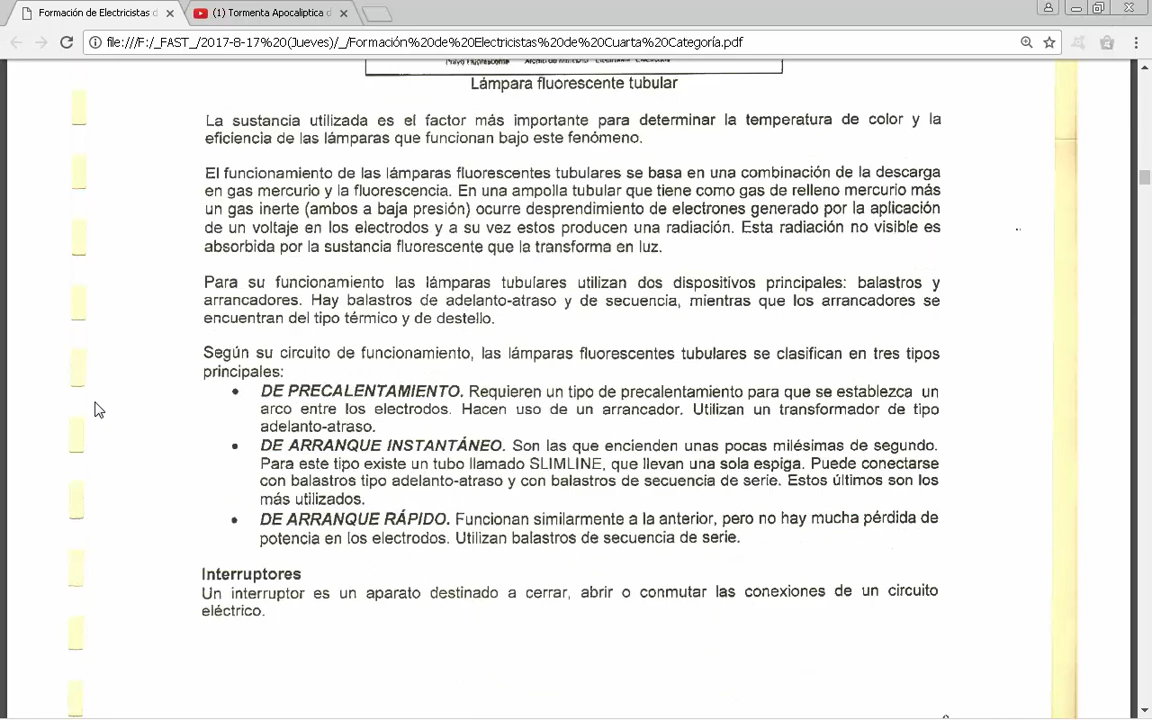 Formación de Electricistas d
(1) Tormenta Apocaliptica d
file:///F:/_FAST_/2017-8-17%20(Jueves)/_/Formación%20de%20Electricistas%20de%20Cuarta%20Categoría.pdf
Lámpara fluorescente tubular
La sustancia utilizada es el factor más importante para determinar la temperatura de color y la
eficiencia de las lámparas que funcionan bajo este fenómeno.
El funcionamiento de las lámparas fluorescentes tubulares se basa en una combinación de la descarga
en gas mercurio y la fluorescencia. En una ampolla tubular que tiene como gas de relleno mercurio más
un gas inerte (ambos a baja presión) ocurre desprendimiento de electrones generado por la aplicación
de un voltaje en los electrodos y a su vez estos producen una radiación. Esta radiación no visible es
absorbida por la sustancia fluorescente que la transforma en luz.
Para su funcionamiento las lámparas tubulares utilizan dos dispositivos principales: balastros y
arrancadores. Hay balastros de adelanto-atraso y de secuencia, mientras que los arrancadores se
encuentran del tipo térmico y de destello.
Según su circuito de funcionamiento, las lámparas fluorescentes tubulares se clasifican en tres tipos
principales:
• DE PRECALENTAMIENTO. Requieren un tipo de precalentamiento para que se establezca un
arco entre los electrodos. Hacen uso de un arrancador. Utilizan un transformador de tipo
adelanto-atraso.
• DE ARRANQUE INSTANTÁNEO. Son las que encienden unas pocas milésimas de segundo.
Para este tipo existe un tubo llamado SLIMLINE, que llevan una sola espiga. Puede conectarse
con balastros tipo adelanto-atraso y con balastros de secuencia de serie. Estos últimos son los
más utilizados.
• DE ARRANQUE RÁPIDO. Funcionan similarmente a la anterior, pero no hay mucha pérdida de
potencia en los electrodos. Utilizan balastros de secuencia de serie.
Interruptores
Un interruptor es un aparato destinado a cerrar, abrir o conmutar las conexiones de un circuito
eléctrico.